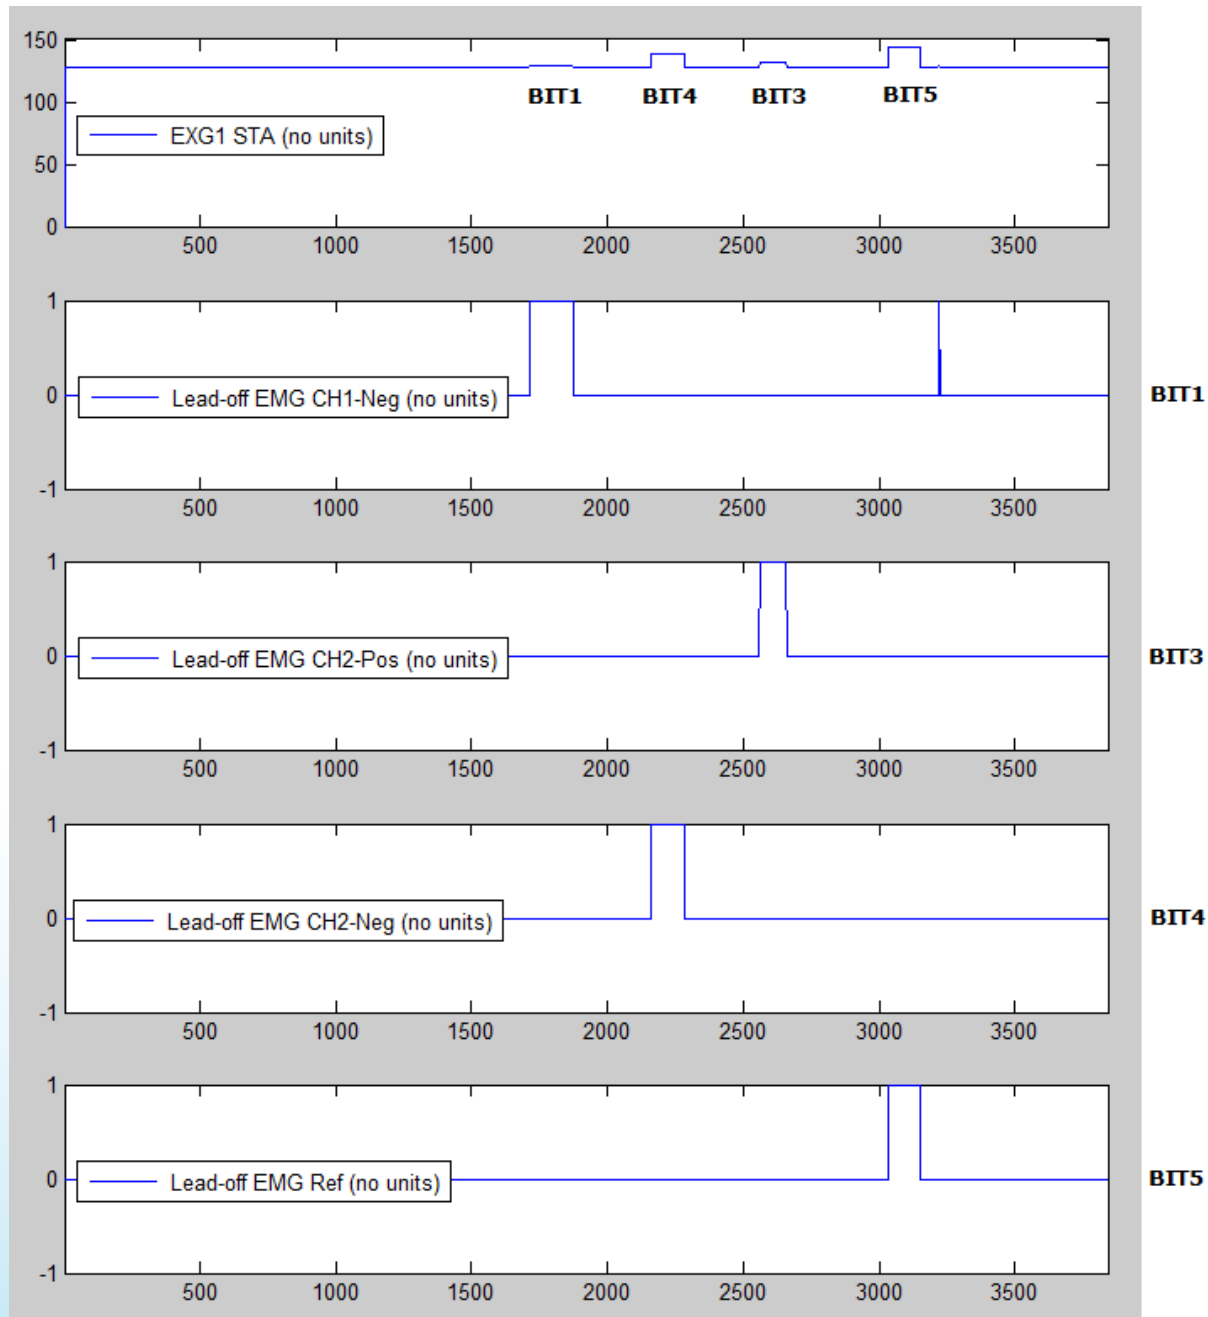 150
100
50
0
BIT1 BIT4 BIT3 BIT5
EXG1 STA (no units)
500 1000 1500 2000 2500 3000 3500
1
0
-1
Lead-off EMG CH1-Neg (no units)
BIT1
500 1000 1500 2000 2500 3000 3500
1
0
-1
Lead-off EMG CH2-Pos (no units)
BIT3
500 1000 1500 2000 2500 3000 3500
1
0
-1
Lead-off EMG CH2-Neg (no units)
BIT4
500 1000 1500 2000 2500 3000 3500
1
0
-1
Lead-off EMG Ref (no units)
BIT5
500 1000 1500 2000 2500 3000 3500